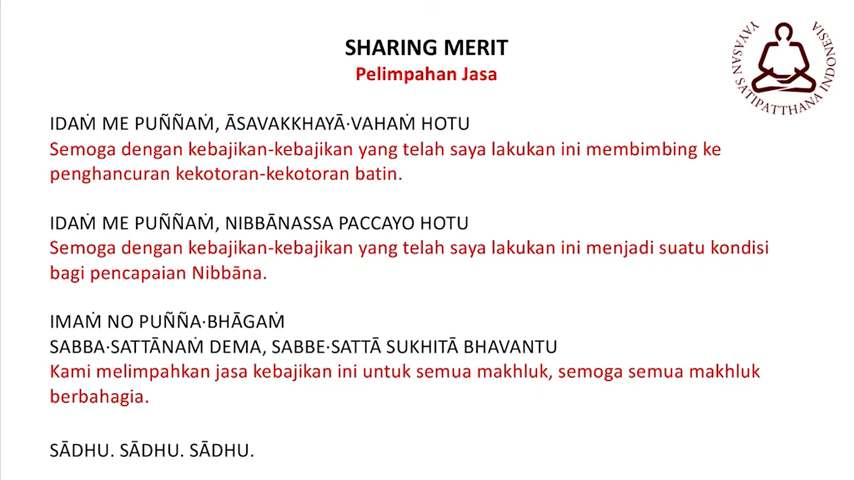 SHARING MERIT
Pelimpahan Jasa
YAYASAN SATIPATTHANA INDONESIA
IDAṀ ME PUÑÑAṀ, ĀSAVAKKHAYĀ·VAHAṀ HOTU
Semoga dengan kebajikan-kebajikan yang telah saya lakukan ini membimbing ke
penghancuran kekotoran-kekotoran batin.
IDAṀ ME PUÑÑAṀ, NIBBĀNASSA PACCAYO HOTU
Semoga dengan kebajikan-kebajikan yang telah saya lakukan ini menjadi suatu kondisi
bagi pencapaian Nibbāna.
IMAṀ NO PUÑÑA·BHĀGAṀ
SABBA·SATTĀNAṀ DEMA, SABBE·SATTĀ SUKHITĀ BHAVANTU
Kami melimpahkan jasa kebajikan ini untuk semua makhluk, semoga semua makhluk
berbahagia.
SĀDHU. SĀDHU. SĀDHU.